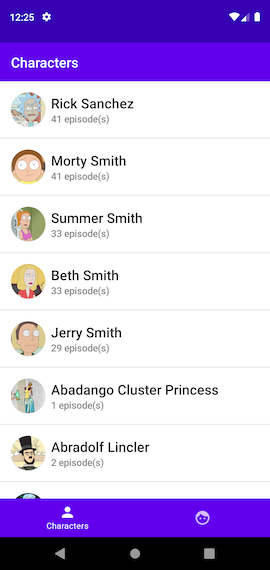 12:25
Characters
Rick Sanchez
41 episode(s)
Morty Smith
41 episode(s)
Summer Smith
33 episode(s)
Beth Smith
33 episode(s)
Jerry Smith
29 episode(s)
Abadango Cluster Princess
1 episode(s)
Abradolf Lincler
2 episode(s)
Characters